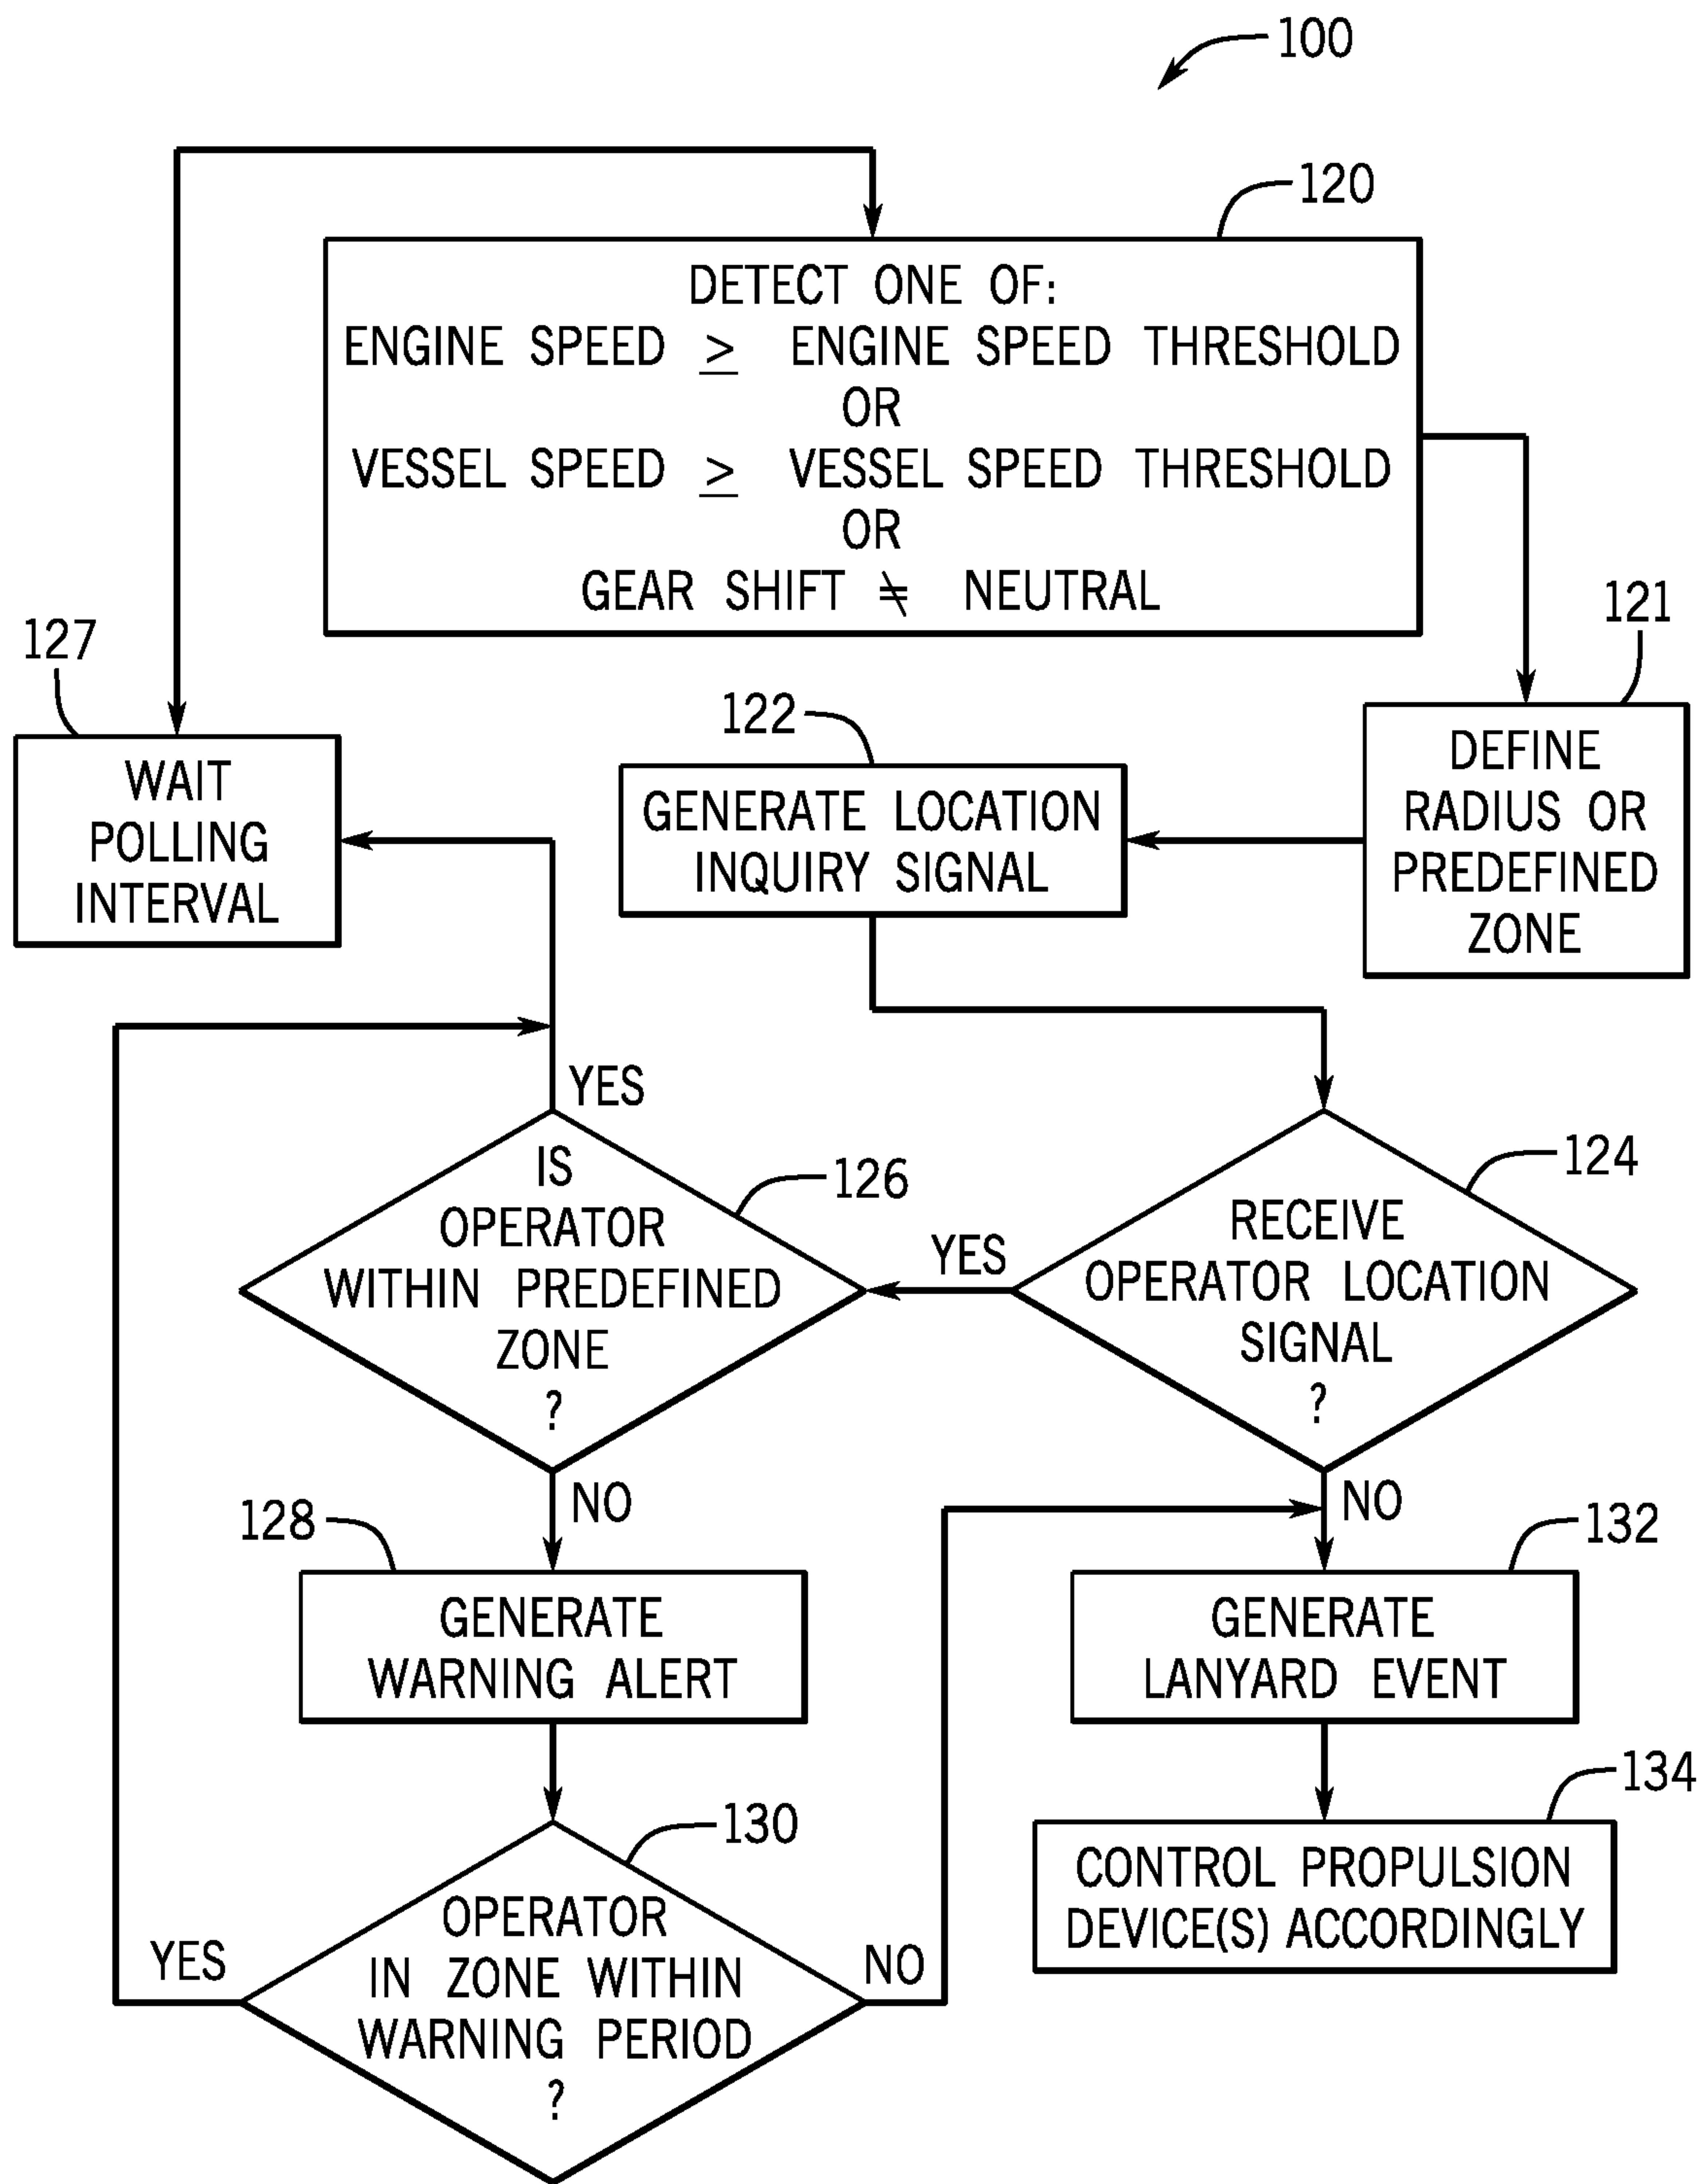 100
120
DETECT ONE OF:
ENGINE SPEED ≥ ENGINE SPEED THRESHOLD
OR
VESSEL SPEED ≥ VESSEL SPEED THRESHOLD
OR
GEAR SHIFT ≠ NEUTRAL
127
WAIT
POLLING
INTERVAL
122
GENERATE LOCATION
INQUIRY SIGNAL
121
DEFINE
RADIUS OR
PREDEFINED
ZONE
YES
IS
OPERATOR
WITHIN PREDEFINED
ZONE
?
126
YES
124
RECEIVE
OPERATOR LOCATION
SIGNAL
?
NO
128
GENERATE
WARNING ALERT
NO
132
GENERATE
LANYARD EVENT
130
OPERATOR
IN ZONE WITHIN
WARNING PERIOD
?
YES
NO
134
CONTROL PROPULSION
DEVICE(S) ACCORDINGLY